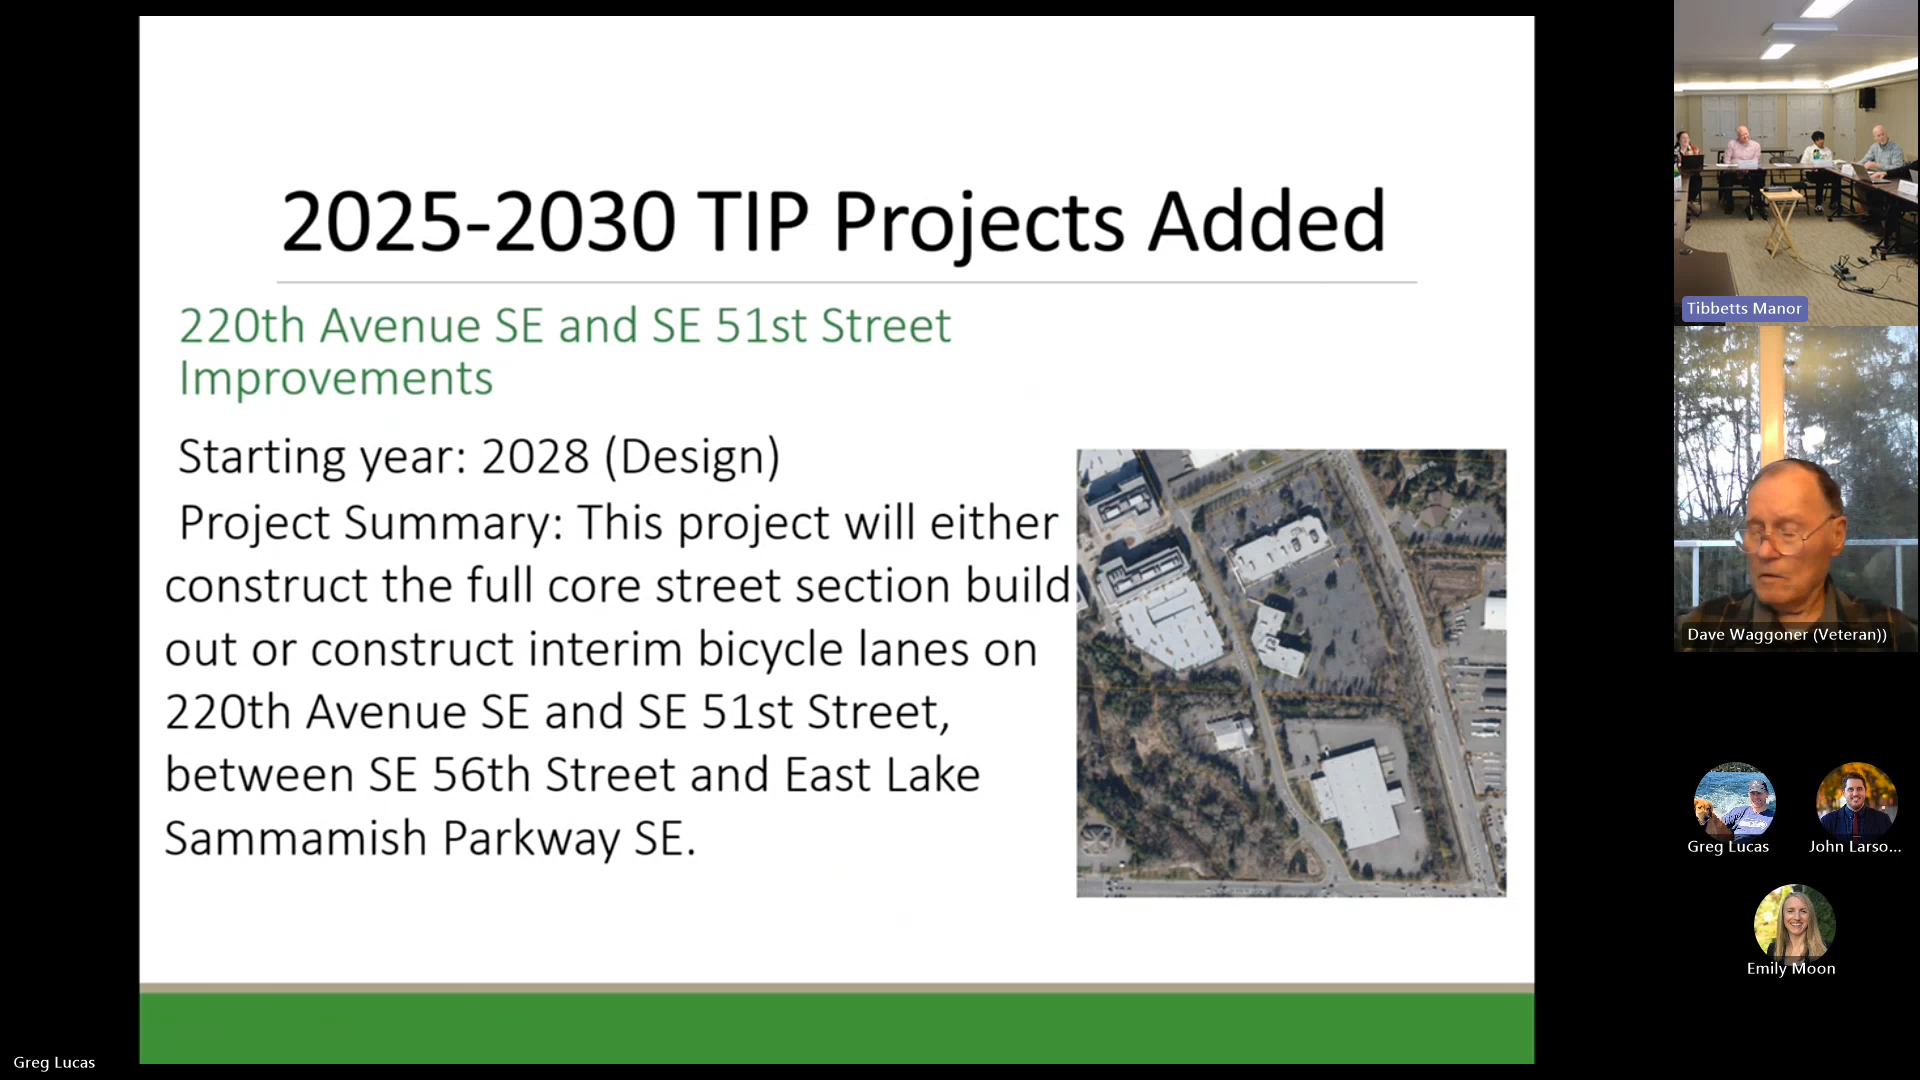 2025-2030 TIP Projects Added
220th Avenue SE and SE 51st Street
Improvements
Starting year: 2028 (Design)
Project Summary: This project will either
construct the full core street section build
out or construct interim bicycle lanes on
220th Avenue SE and SE 51st Street,
between SE 56th Street and East Lake
Sammamish Parkway SE.
Tibbetts Manor
Dave Waggoner (Veteran))
Greg Lucas
John Larso...
Emily Moon
Greg Lucas